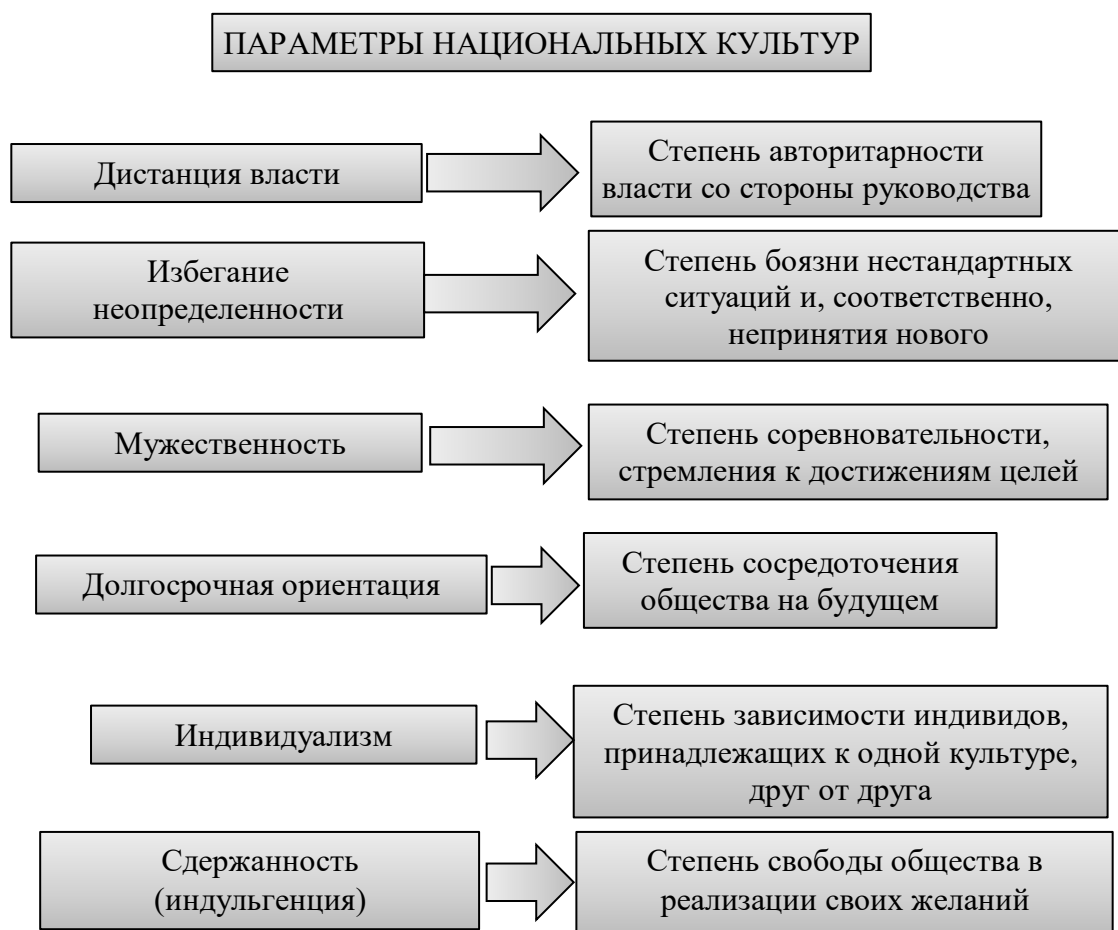 ПАРАМЕТРЫ НАЦИОНАЛЬНЫХ КУЛЬТУР
Дистанция власти
Степень авторитарности
власти со стороны руководства
Избегание
неопределенности
Степень боязни нестандартных
ситуаций и, соответственно,
непринятия нового
Мужественность
Степень соревновательности,
стремления к достижениям целей
Долгосрочная ориентация
Степень сосредоточения
общества на будущем
Индивидуализм
Степень зависимости индивидов,
принадлежащих к одной культуре,
друг от друга
Сдержанность
(индульгенция)
Степень свободы общества в
реализации своих желаний